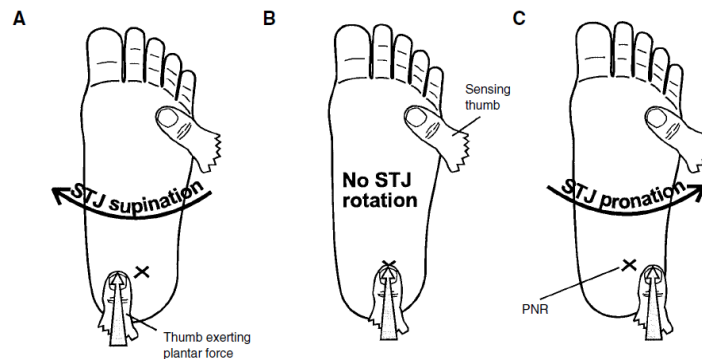 A
B
C
Sensing
thumb
STJ supination
No STJ
rotation
STJ pronation
PNR
Thumb exerting
plantar force